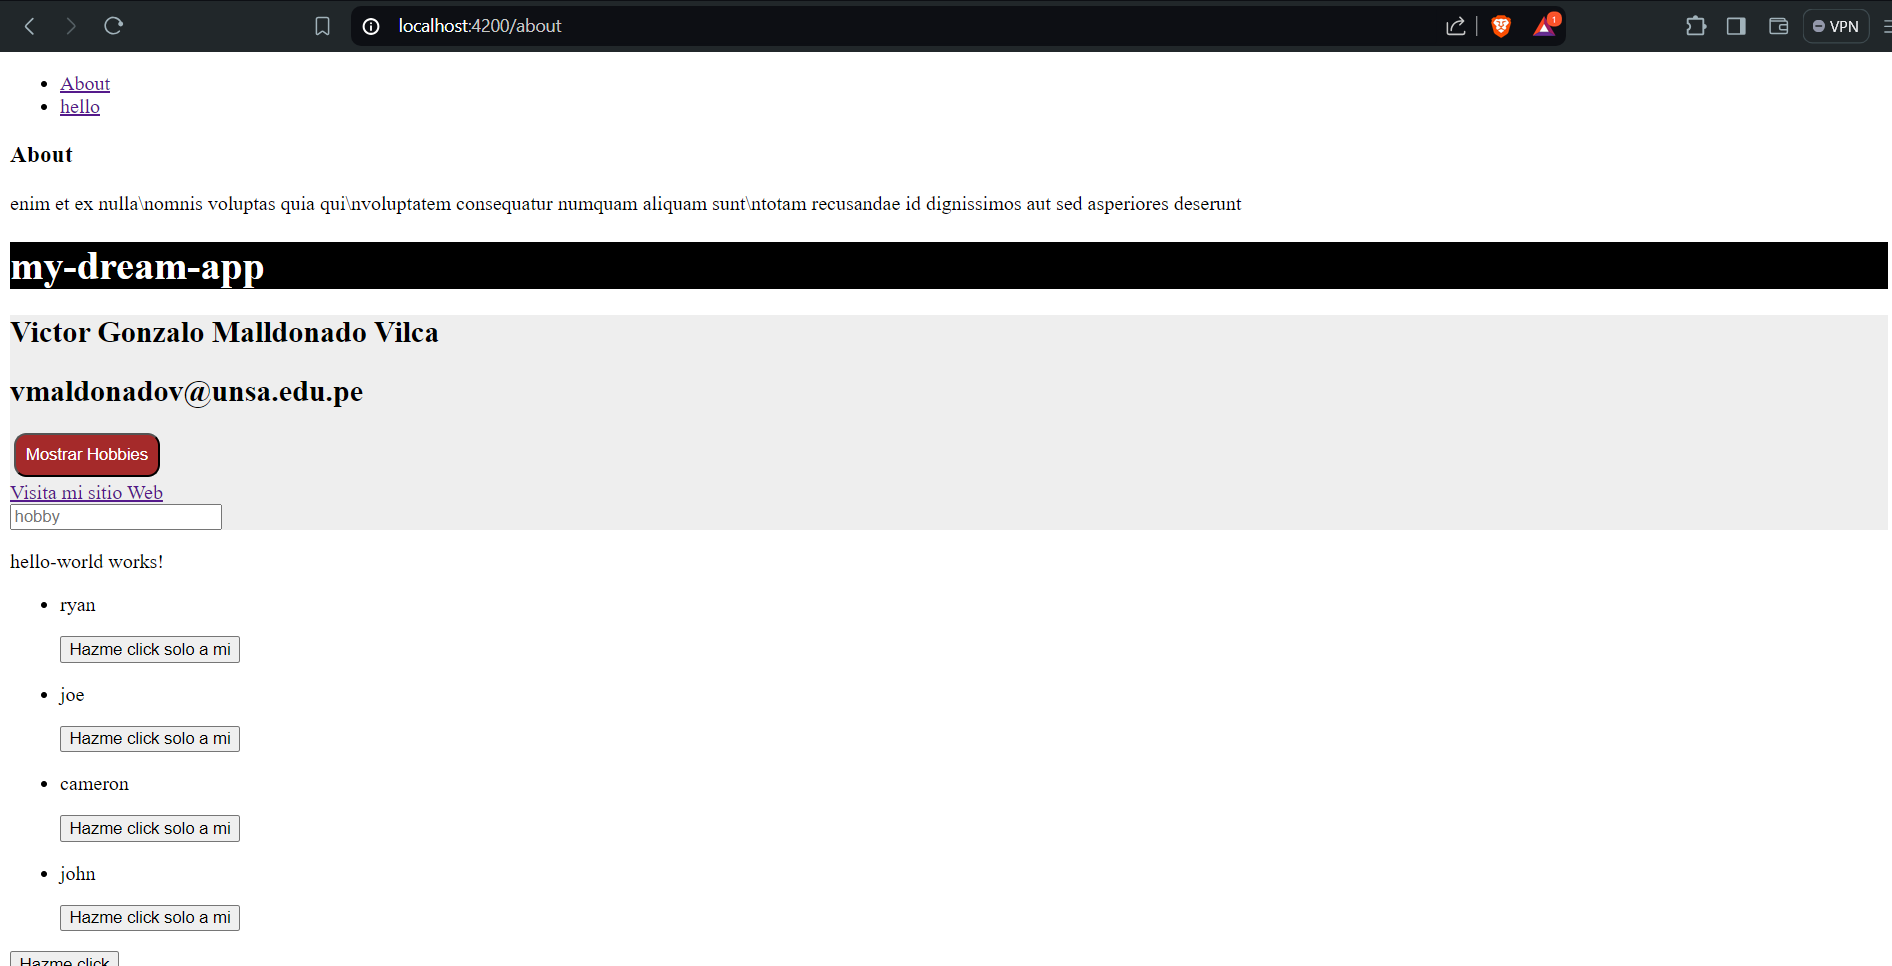 localhost:4200/about
1
VPN
About
hello
About
enim et ex nulla\nomnis voluptas quia qui\nvoluptatem consequatur numquam aliquam sunt\ntotam recusandae id dignissimos aut sed asperiores deserunt
my-dream-app
Victor Gonzalo Malldonado Vilca
vmaldonadov@unsa.edu.pe
Mostrar Hobbies
Visita mi sitio Web
hobby
hello-world works!
ryan
Hazme click solo a mi
joe
Hazme click solo a mi
cameron
Hazme click solo a mi
john
Hazme click solo a mi
Hazme click